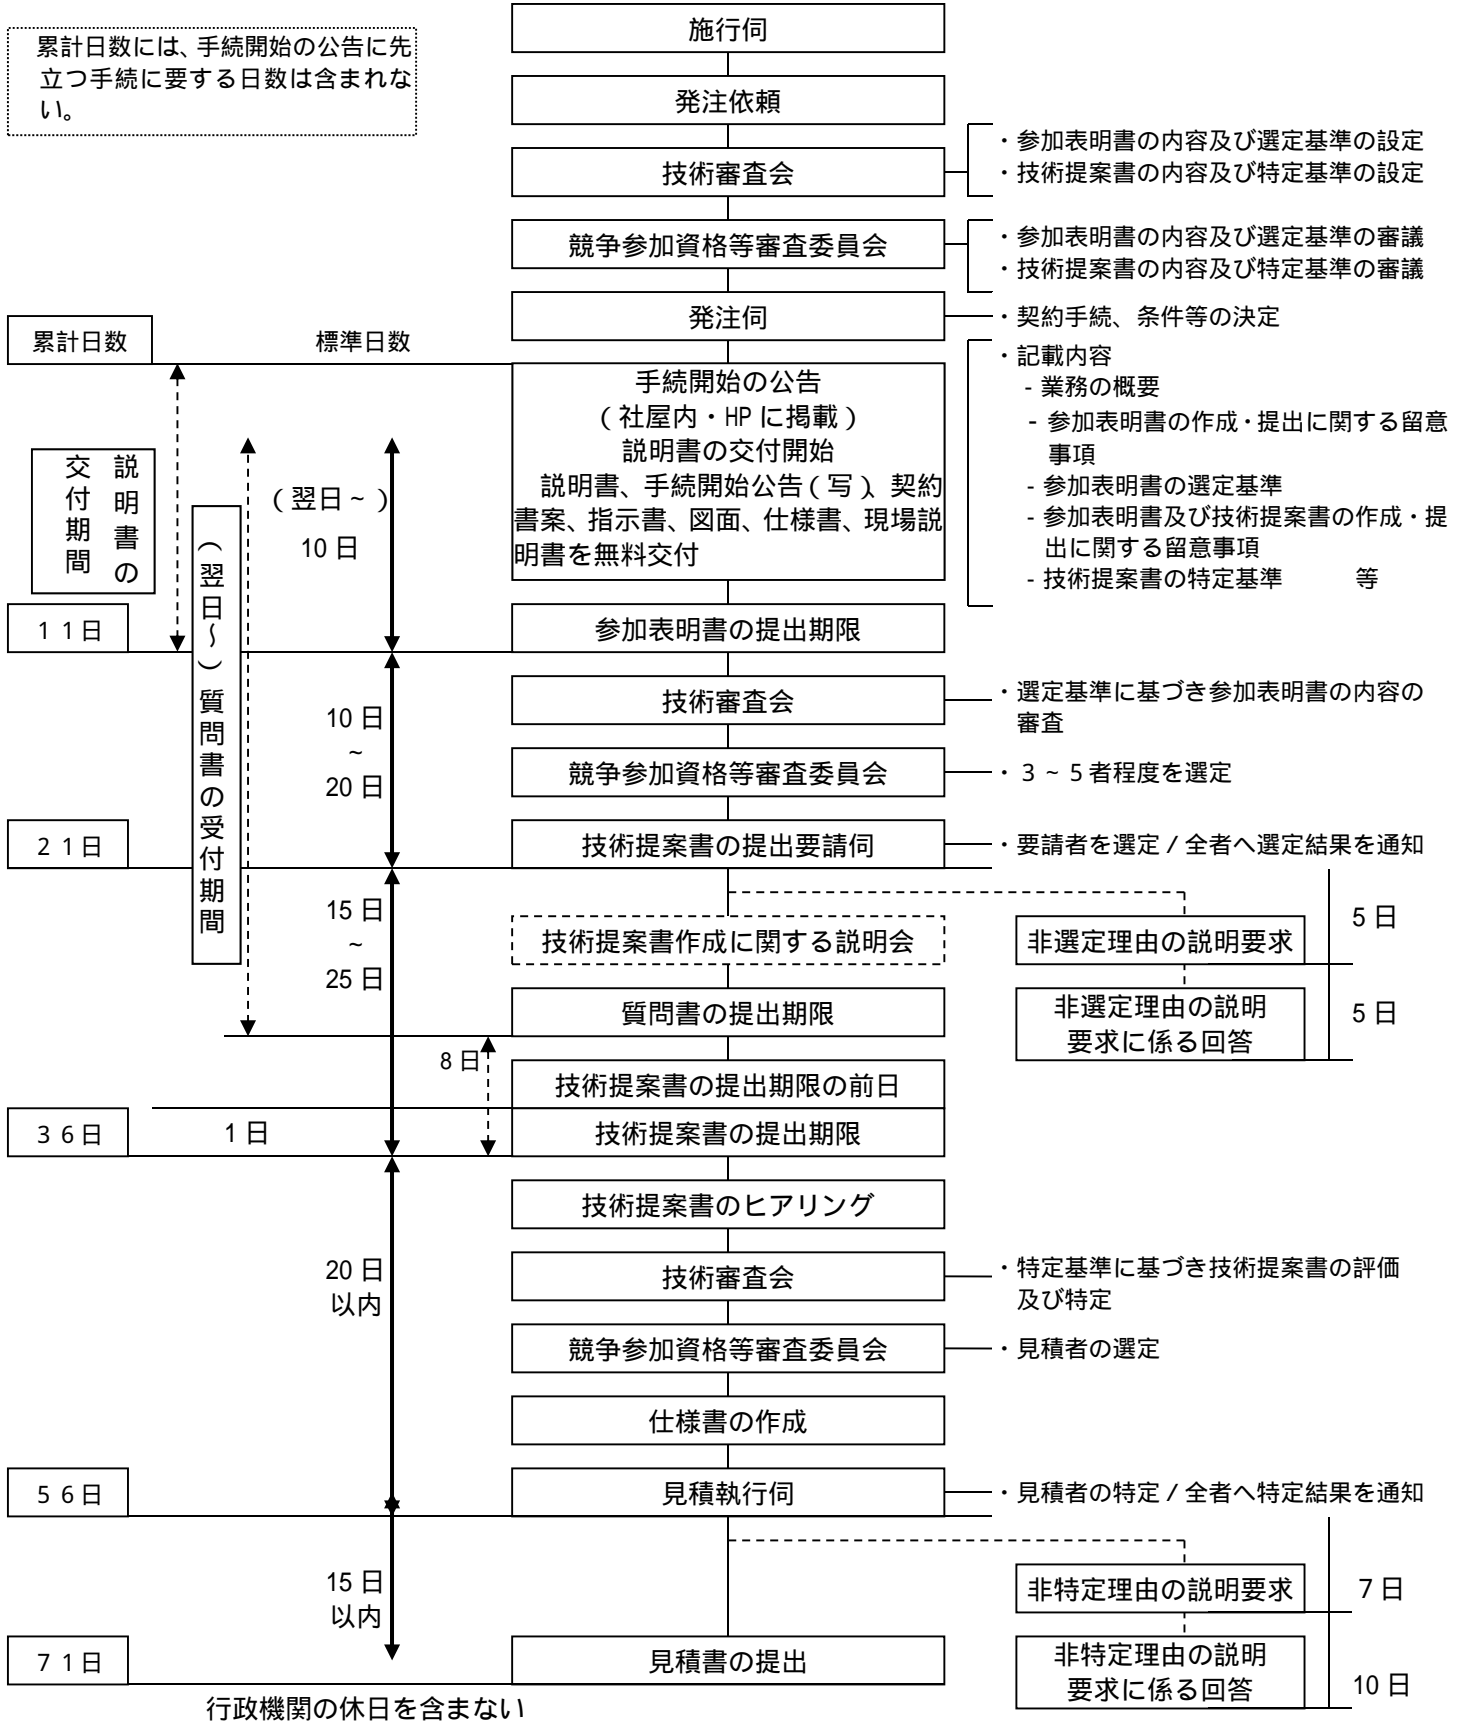 施行伺
累計日数には、手続開始の公告に先
立つ手続に要する日数は含まれな
い。
発注依頼
技術審査会
・参加表明書の内容及び選定基準の設定
・技術提案書の内容及び特定基準の設定
競争参加資格等審査委員会
・参加表明書の内容及び選定基準の審議
・技術提案書の内容及び特定基準の審議
発注伺
・契約手続、条件等の決定
累計日数
標準日数
手続開始の公告
（社屋内・HPに掲載）
説明書の交付開始
説明書、手続開始公告（写）、契約
書案、指示書、図面、仕様書、現場説
明書を無料交付
・記載内容
- 業務の概要
- 参加表明書の作成・提出に関する留意
事項
- 参加表明書の選定基準
- 参加表明書及び技術提案書の作成・提
出に関する留意事項
- 技術提案書の特定基準　　　等
説明書の
交付期間
（翌日～）質問書の受付期間
（翌日～）
10日
１１日
参加表明書の提出期限
技術審査会
・選定基準に基づき参加表明書の内容の
審査
10日
～
20日
競争参加資格等審査委員会
・３～５者程度を選定
２１日
技術提案書の提出要請伺
・要請者を選定/全者へ選定結果を通知
15日
～
25日
技術提案書作成に関する説明会
非選定理由の説明要求
5日
質問書の提出期限
非選定理由の説明
要求に係る回答
5日
8日
技術提案書の提出期限の前日
３６日
1日
技術提案書の提出期限
技術提案書のヒアリング
20日
以内
技術審査会
・特定基準に基づき技術提案書の評価
及び特定
競争参加資格等審査委員会
・見積者の選定
仕様書の作成
５６日
見積執行伺
・見積者の特定/全者へ特定結果を通知
15日
以内
非特定理由の説明要求
7日
７１日
見積書の提出
非特定理由の説明
要求に係る回答
10日
行政機関の休日を含まない